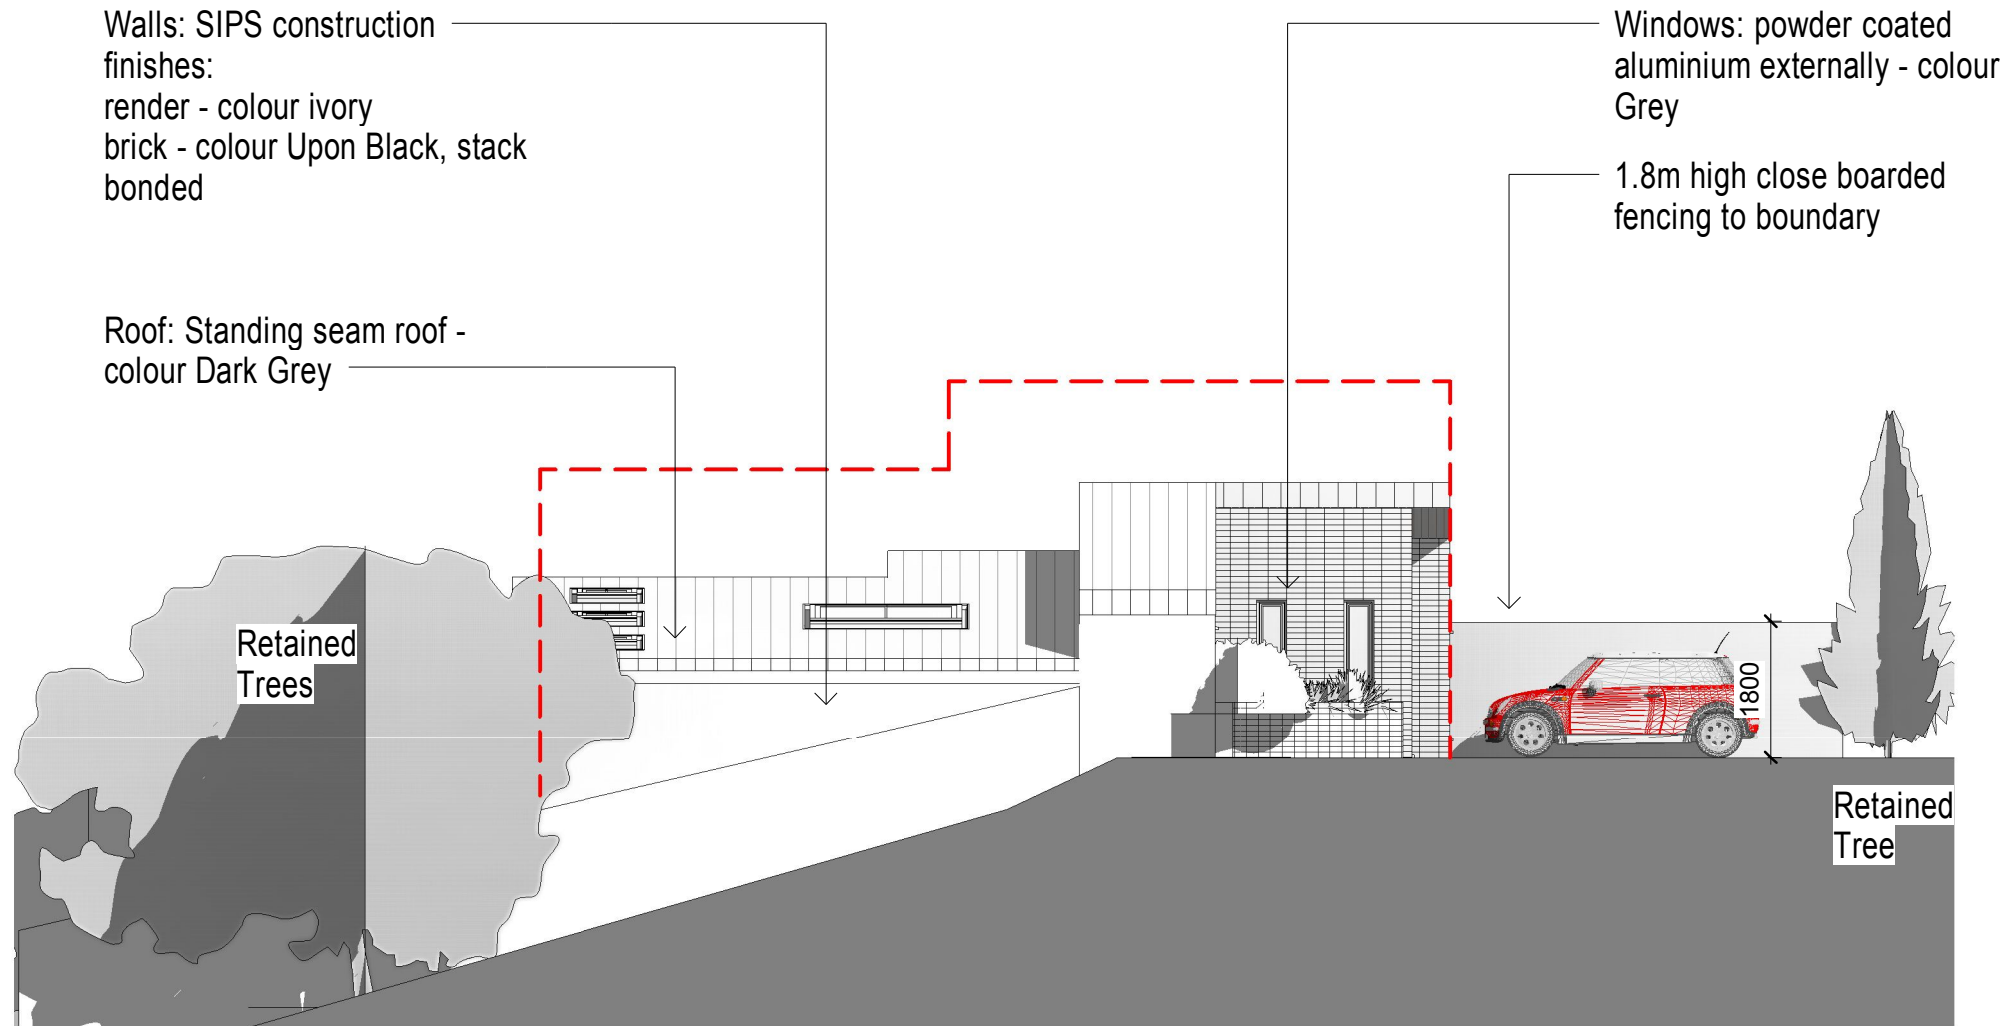 Walls: SIPS construction
finishes:
render - colour ivory
brick - colour Upon Black, stack
bonded
Windows: powder coated
aluminium externally - colour
Grey
1.8m high close boarded
fencing to boundary
Roof: Standing seam roof -
colour Dark Grey
Retained
Trees
1800
Retained
Tree